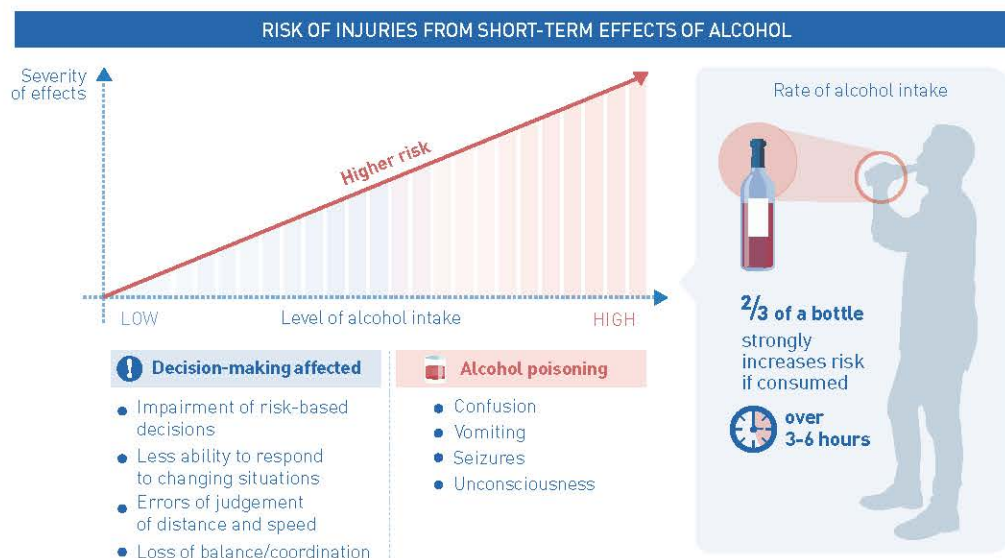 RISK OF INJURIES FROM SHORT-TERM EFFECTS OF ALCOHOL
Severity
of effects
Higher risk
LOW
Level of alcohol intake
HIGH
Decision-making affected
Impairment of risk-based
decisions
Less ability to respond
to changing situations
Errors of judgement
of distance and speed
Loss of balance/coordination
Alcohol poisoning
Confusion
Vomiting
Seizures
Unconsciousness
Rate of alcohol intake
2/3 of a bottle
strongly
increases risk
if consumed
over
3-6 hours